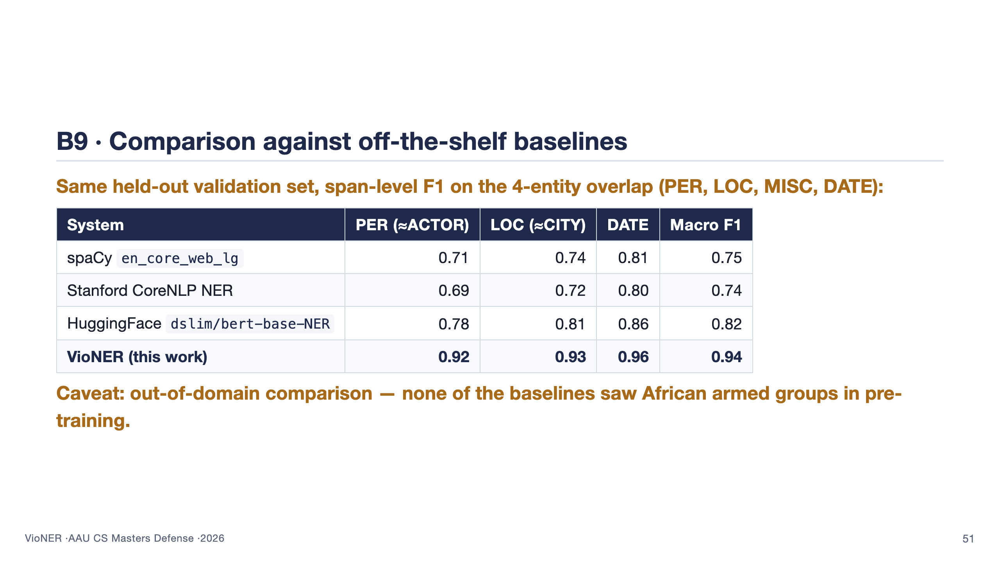 B9 · Comparison against off-the-shelf baselines
Same held-out validation set, span-level F1 on the 4-entity overlap (PER, LOC, MISC, DATE):
System PER (≈ACTOR) LOC (≈CITY) DATE Macro F1
spaCy en_core_web_lg 0.71 0.74 0.81 0.75
Stanford CoreNLP NER 0.69 0.72 0.80 0.74
HuggingFace dslim/bert-base-NER 0.78 0.81 0.86 0.82
VioNER (this work) 0.92 0.93 0.96 0.94
Caveat: out-of-domain comparison — none of the baselines saw African armed groups in pre-
training.
VioNER ·AAU CS Masters Defense ·2026
51